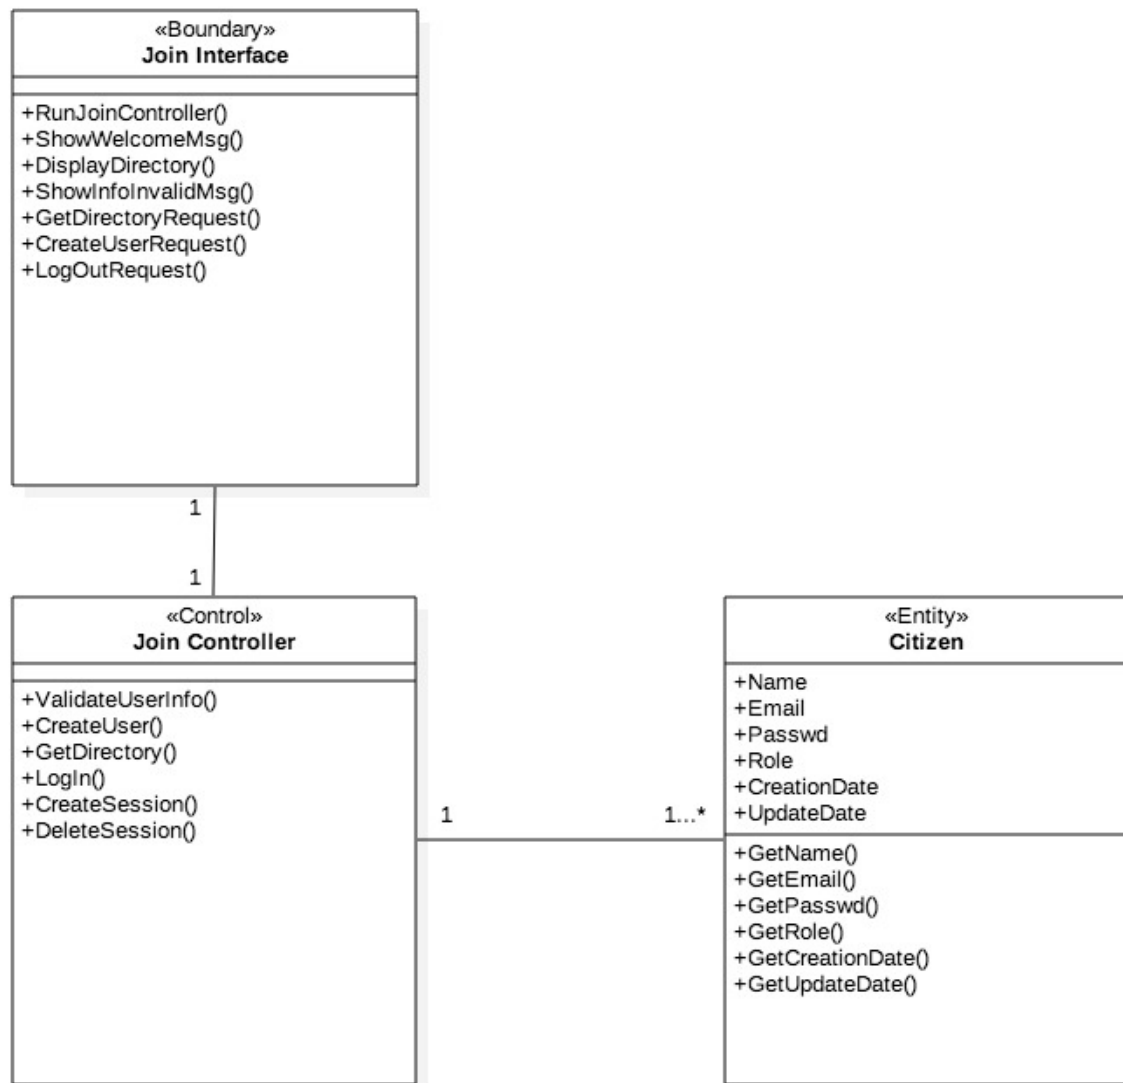 «Boundary»
Join Interface
+RunJoinController()
+ShowWelcomeMsg()
+DisplayDirectory()
+ShowInfoInvalidMsg()
+GetDirectoryRequest()
+CreateUserRequest()
+LogOutRequest()
1
1
«Control»
Join Controller
+ValidateUserInfo()
+CreateUser()
+GetDirectory()
+LogIn()
+CreateSession()
+DeleteSession()
1
1...*
«Entity»
Citizen
+Name
+Email
+Passwd
+Role
+CreationDate
+UpdateDate
+GetName()
+GetEmail()
+GetPasswd()
+GetRole()
+GetCreationDate()
+GetUpdateDate()